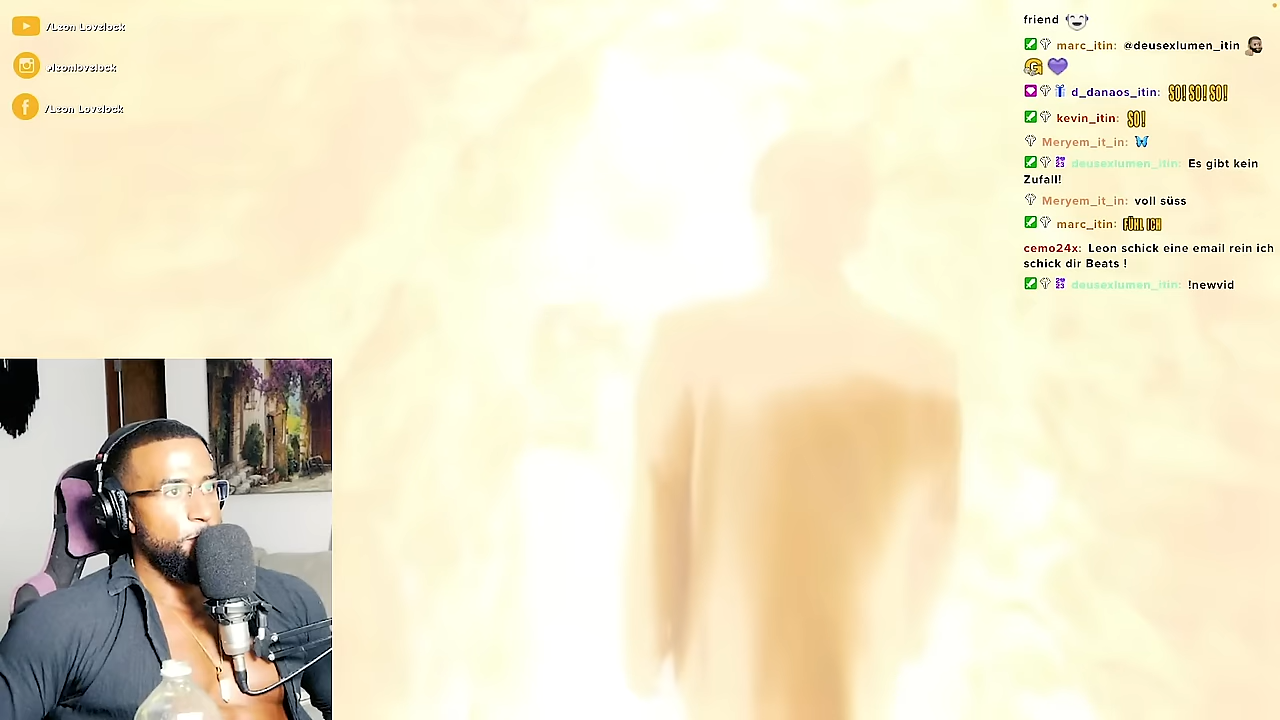 /Leon Lovelock
friend
marc_itin: @deusexlumen_itin
/leonlovelock
G
d_danaos_itin: SO! SO! SO!
/Leon Lovelock
kevin_itin: SO!
Meryem_it_in:
deusexlumen_itin: Es gibt kein
Zufall!
Meryem_it_in: voll süss
marc_itin: FÜHL ICH
cemo24x: Leon schick eine email rein ich
schick dir Beats !
deusexlumen_itin: !newvid